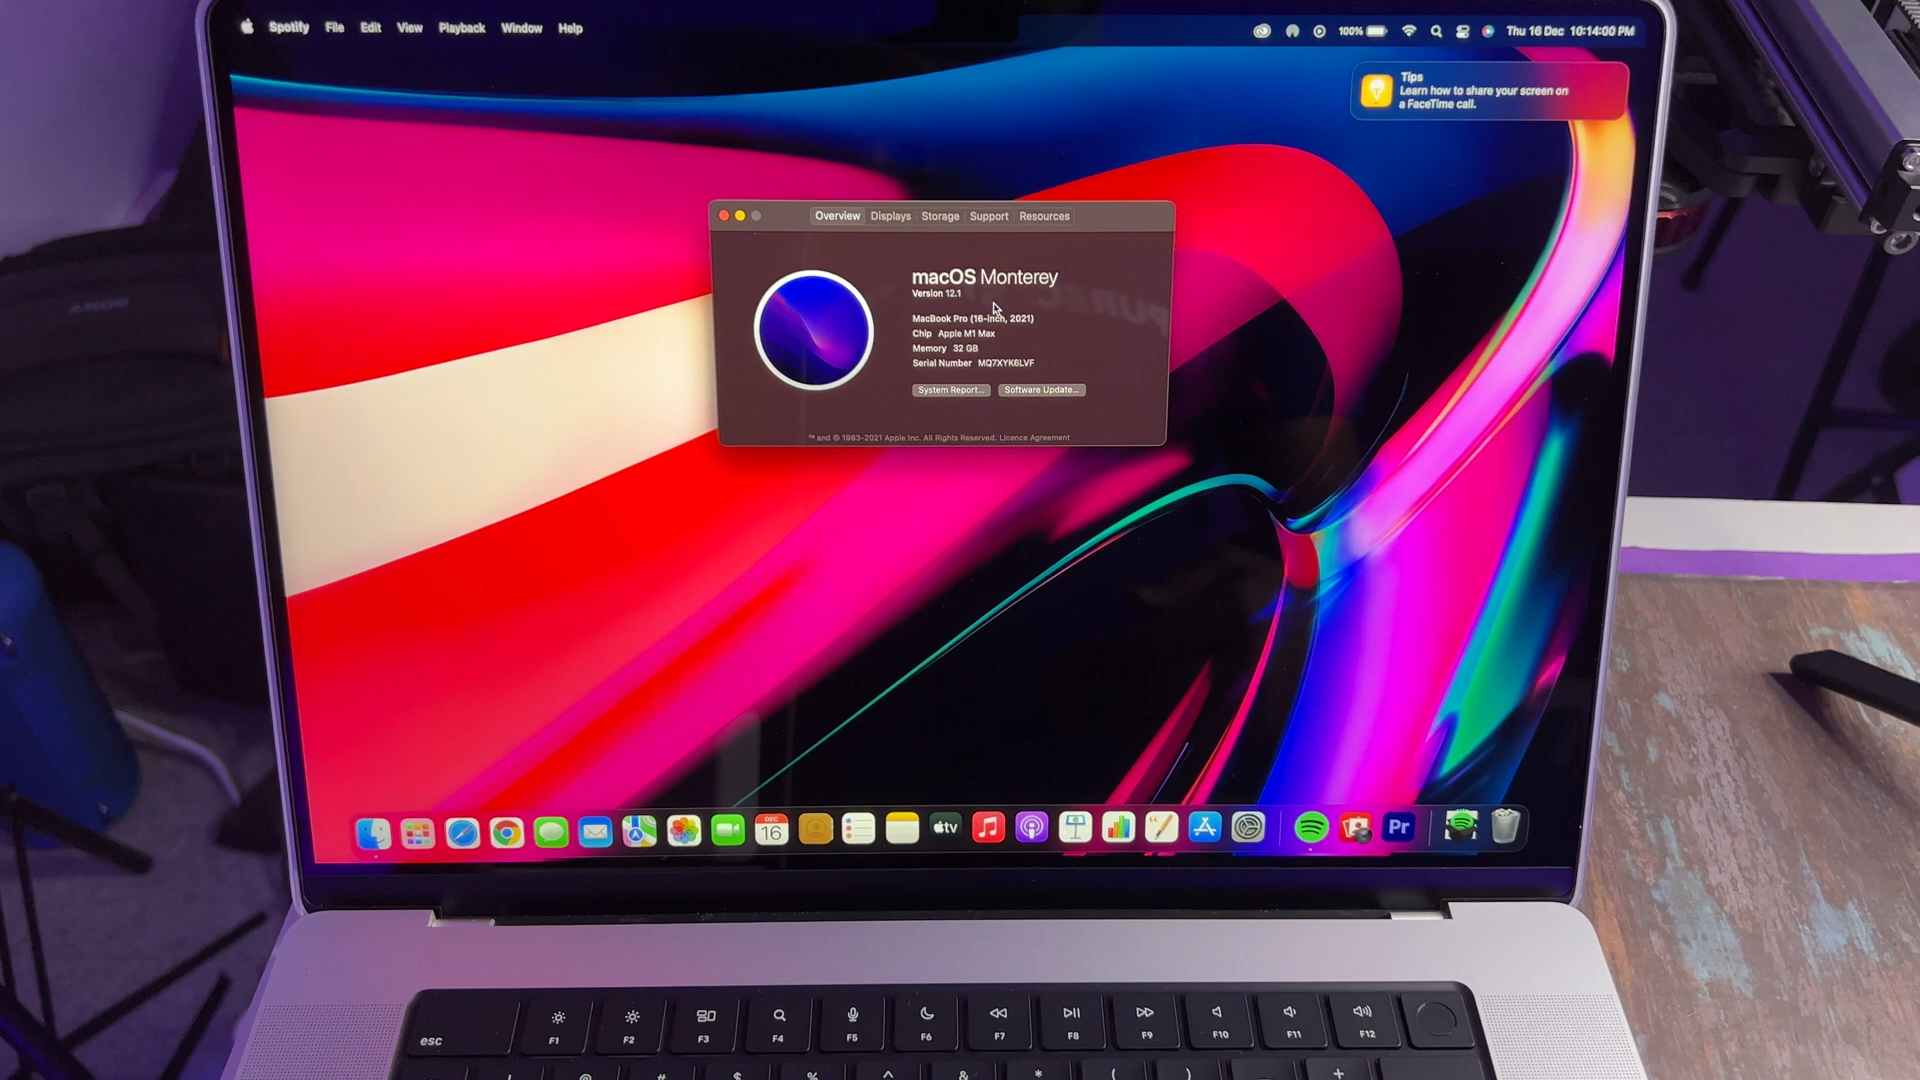 Spotify File Edit View Playback Window Help
100% Thu 16 Dec 10:14:00 PM
Tips
Learn how to share your screen on
a FaceTime call.
Overview Displays Storage Support Resources
macOS Monterey
Version 12.1
MacBook Pro (16-inch, 2021)
Chip Apple M1 Max
Memory 32 GB
Serial Number MQ7XYK6LVF
System Report... Software Update...
™ and © 1983-2021 Apple Inc. All Rights Reserved. Licence Agreement
DEC
16
tv
Pr
esc F1 F2 F3 F4 F5 F6 F7 F8 F9 F10 F11 F12
! @ # $ % ^ & * ( ) _ +